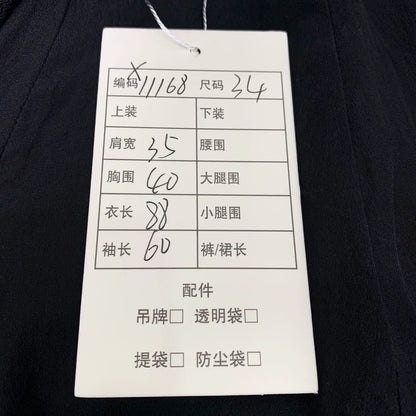 编码 X11168 尺码 34
上装 下装
肩宽 35 腰围
胸围 40 大腿围
衣长 88 小腿围
袖长 60 裤/裙长
配件
吊牌□ 透明袋□
提袋□ 防尘袋□